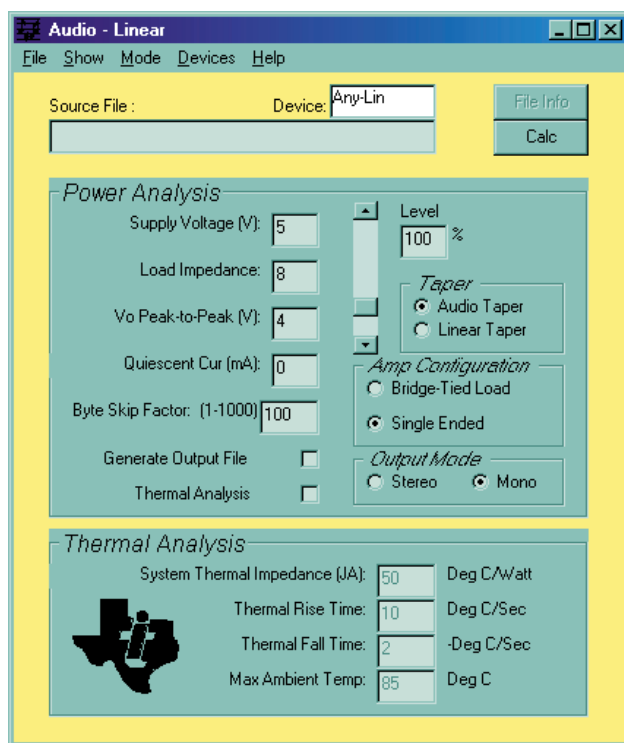 Audio - Linear
File Show Mode Devices Help
Source File : Device: Any-Lin File Info
Calc
Power Analysis
Supply Voltage (V): 5
Level
100 %
Load Impedance: 8
Taper
Audio Taper
Vo Peak-to-Peak (V): 4
Linear Taper
Quiescent Cur (mA): 0
Amp Configuration
Bridge-Tied Load
Byte Skip Factor: (1-1000) 100
Single Ended
Generate Output File
Output Mode
Stereo Mono
Thermal Analysis
Thermal Analysis
System Thermal Impedance (JA): 50 Deg C/Watt
Thermal Rise Time: 10 Deg C/Sec
Thermal Fall Time: 2 -Deg C/Sec
Max Ambient Temp: 85 Deg C